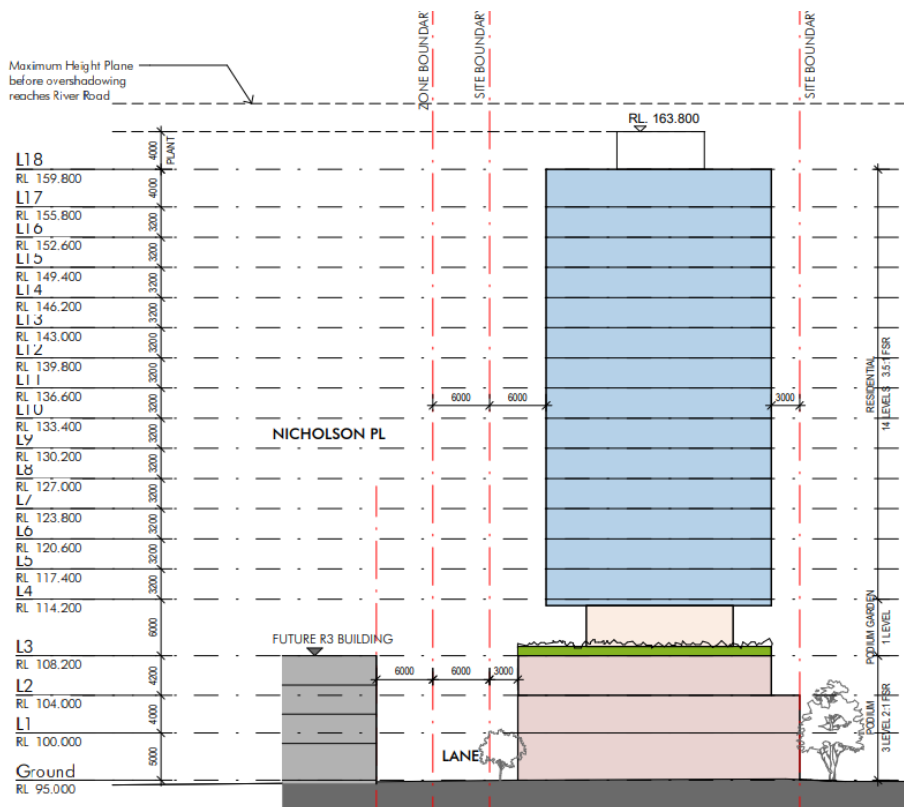 ZONE BOUNDARY
SITE BOUNDARY
SITE BOUNDARY
Maximum Height Plane
before overshadowing
reaches River Road
RL. 163.800
4000
PLANT
L18
RL 159.800
4000
L17
RL 155.800
3200
L16
RL 152.600
3200
L15
RL 149.400
3200
L14
RL 146.200
3200
L13
RL 143.000
3200
L12
RL 139.800
3200
L11
RL 136.600
3200
6000
6000
3000
L10
RL 133.400
3200
NICHOLSON PL
L9
RL 130.200
3200
L8
RL 127.000
3200
L7
RL 123.800
3200
L6
RL 120.600
3200
L5
RL 117.400
3200
L4
RL 114.200
6000
RESIDENTIAL
14 LEVELS 3.5:1 FSR
PODIUM GARDEN
1 LEVEL
FUTURE R3 BUILDING
L3
RL 108.200
4200
6000
6000
3000
L2
RL 104.000
4000
PODIUM
3 LEVEL 2:1 FSR
L1
RL 100.000
5000
LANE
Ground
RL 95.000